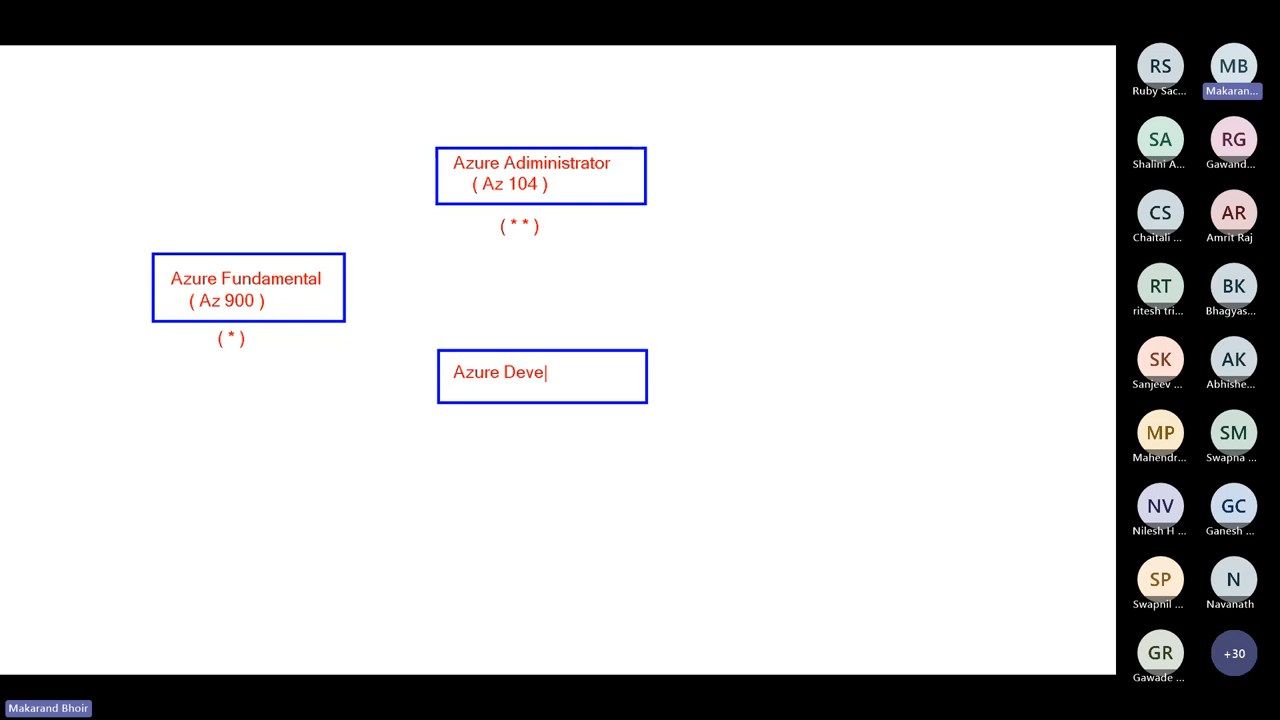 Azure Adiministrator
( Az 104 )
( * * )
Azure Fundamental
( Az 900 )
( * )
Azure Deve
RS
Ruby Sac...
MB
Makaran...
SA
Shalini A...
RG
Gawand...
CS
Chaitali ...
AR
Amrit Raj
RT
ritesh tri...
BK
Bhagyas...
SK
Sanjeev ...
AK
Abhishe...
MP
Mahendr...
SM
Swapna ...
NV
Nilesh H ...
GC
Ganesh ...
SP
Swapnil ...
N
Navanath
GR
Gawade ...
+30
Makarand Bhoir